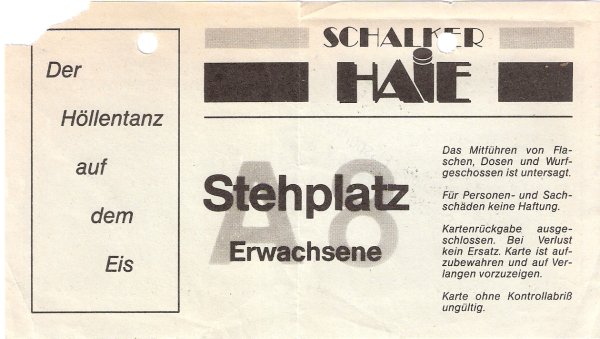 Der
Höllentanz
auf
dem
Eis
SCHALKER
HAIE
A8
Stehplatz
Erwachsene
Das Mitführen von Fla-
schen, Dosen und Wurf-
geschossen ist untersagt.
Für Personen- und Sach-
schäden keine Haftung.
Kartenrückgabe ausge-
schlossen. Bei Verlust
kein Ersatz. Karte ist auf-
zubewahren und auf Ver-
langen vorzuzeigen.
Karte ohne Kontrollabriß
ungültig.